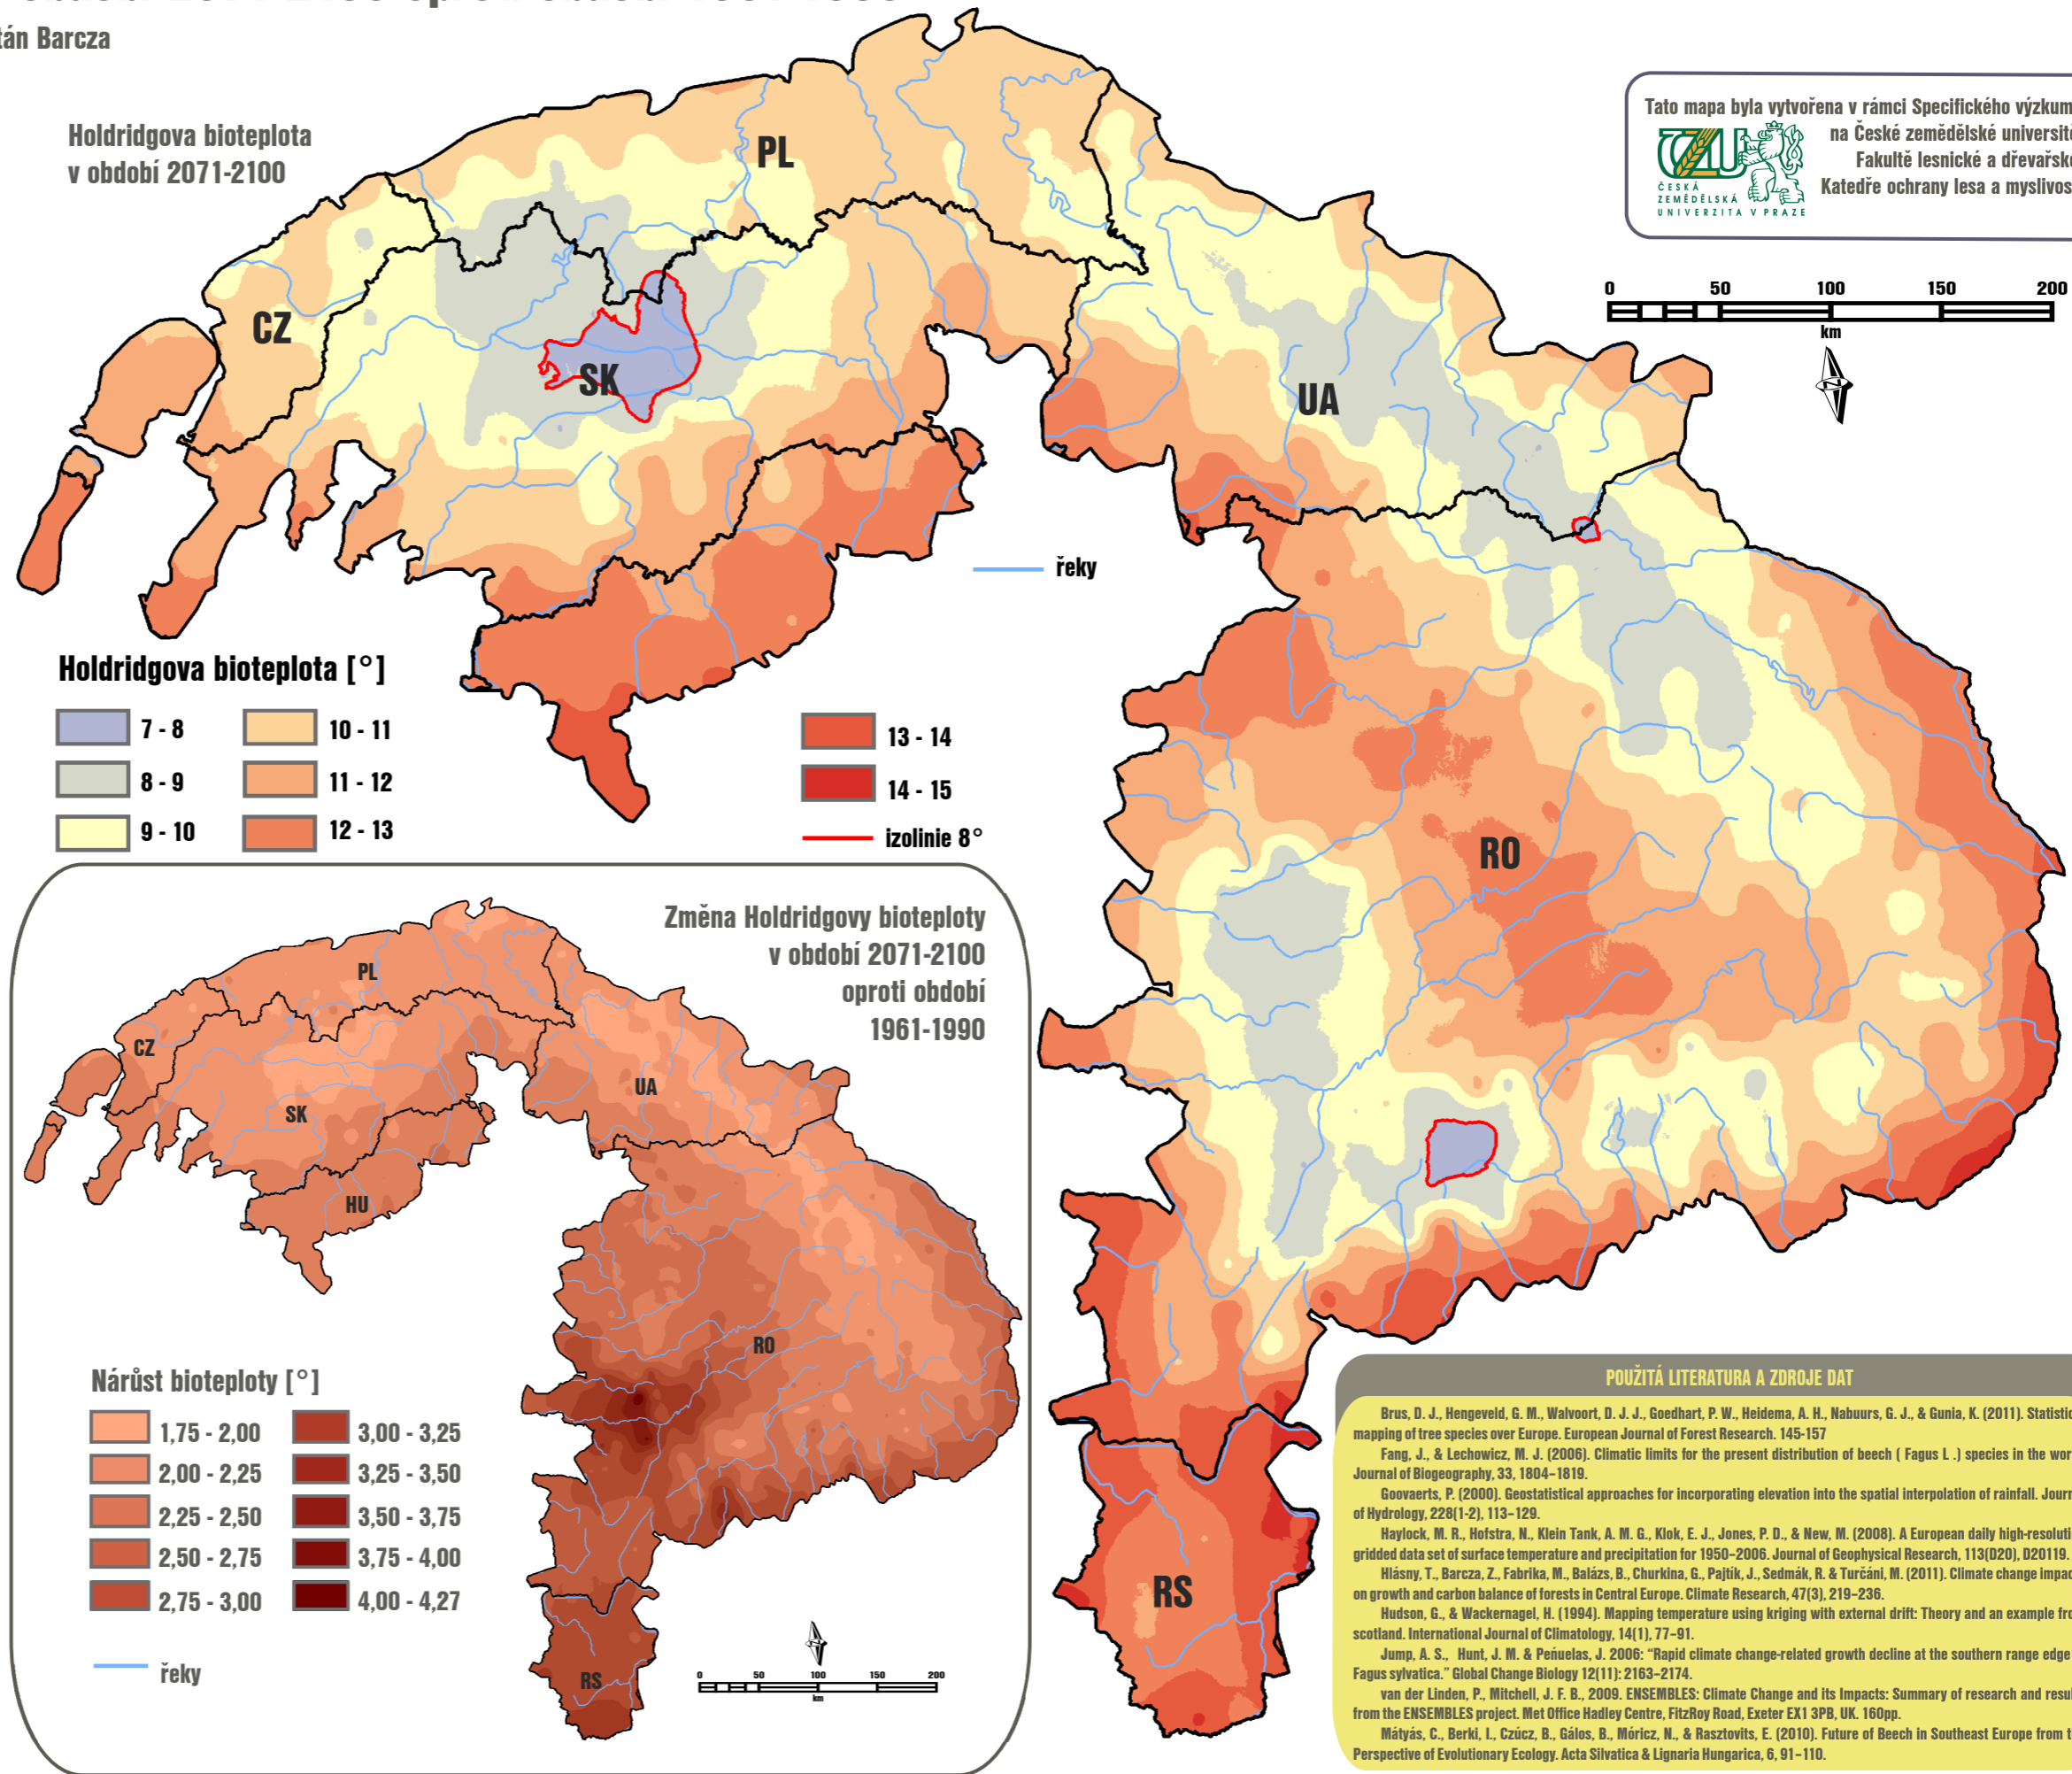 tán Barcza
Holdridgova bioteplota
v období 2071-2100
Tato mapa byla vytvořena v rámci Specifického výzkum
na České zemědělské universit
Fakultě lesnické a dřevařsk
Katedře ochrany lesa a myslivos
ČZU
ČESKÁ
ZEMĚDĚLSKÁ
UNIVERZITA V PRAZE
0 50 100 150 200
km
N
PL
CZ
SK
UA
RO
RS
řeky
Holdridgova bioteplota [°]
7 - 8
8 - 9
9 - 10
10 - 11
11 - 12
12 - 13
13 - 14
14 - 15
izolinie 8°
Změna Holdridgovy bioteploty
v období 2071-2100
oproti období
1961-1990
PL
CZ
SK
UA
HU
RO
RS
Nárůst bioteploty [°]
1,75 - 2,00
2,00 - 2,25
2,25 - 2,50
2,50 - 2,75
2,75 - 3,00
3,00 - 3,25
3,25 - 3,50
3,50 - 3,75
3,75 - 4,00
4,00 - 4,27
řeky
0 50 100 150 200
km
POUŽITÁ LITERATURA A ZDROJE DAT
Brus, D. J., Hengeveld, G. M., Walvoort, D. J. J., Goedhart, P. W., Heidema, A. H., Nabuurs, G. J., & Gunia, K. (2011). Statistic
mapping of tree species over Europe. European Journal of Forest Research. 145-157
Fang, J., & Lechowicz, M. J. (2006). Climatic limits for the present distribution of beech ( Fagus L .) species in the wor
Journal of Biogeography, 33, 1804–1819.
Goovaerts, P. (2000). Geostatistical approaches for incorporating elevation into the spatial interpolation of rainfall. Journ
of Hydrology, 228(1-2), 113–129.
Haylock, M. R., Hofstra, N., Klein Tank, A. M. G., Klok, E. J., Jones, P. D., & New, M. (2008). A European daily high-resoluti
gridded data set of surface temperature and precipitation for 1950–2006. Journal of Geophysical Research, 113(D20), D20119.
Hlásny, T., Barcza, Z., Fabrika, M., Balázs, B., Churkina, G., Pajtík, J., Sedmák, R. & Turčáni, M. (2011). Climate change impac
on growth and carbon balance of forests in Central Europe. Climate Research, 47(3), 219–236.
Hudson, G., & Wackernagel, H. (1994). Mapping temperature using kriging with external drift: Theory and an example fro
scotland. International Journal of Climatology, 14(1), 77–91.
Jump, A. S., Hunt, J. M. & Peńuelas, J. 2006: “Rapid climate change-related growth decline at the southern range edge
Fagus sylvatica.” Global Change Biology 12(11): 2163–2174.
van der Linden, P., Mitchell, J. F. B., 2009. ENSEMBLES: Climate Change and its Impacts: Summary of research and resul
from the ENSEMBLES project. Met Office Hadley Centre, FitzRoy Road, Exeter EX1 3PB, UK. 160pp.
Mátyás, C., Berki, I., Czúcz, B., Gálos, B., Móricz, N., & Rasztovits, E. (2010). Future of Beech in Southeast Europe from t
Perspective of Evolutionary Ecology. Acta Silvatica & Lignaria Hungarica, 6, 91–110.